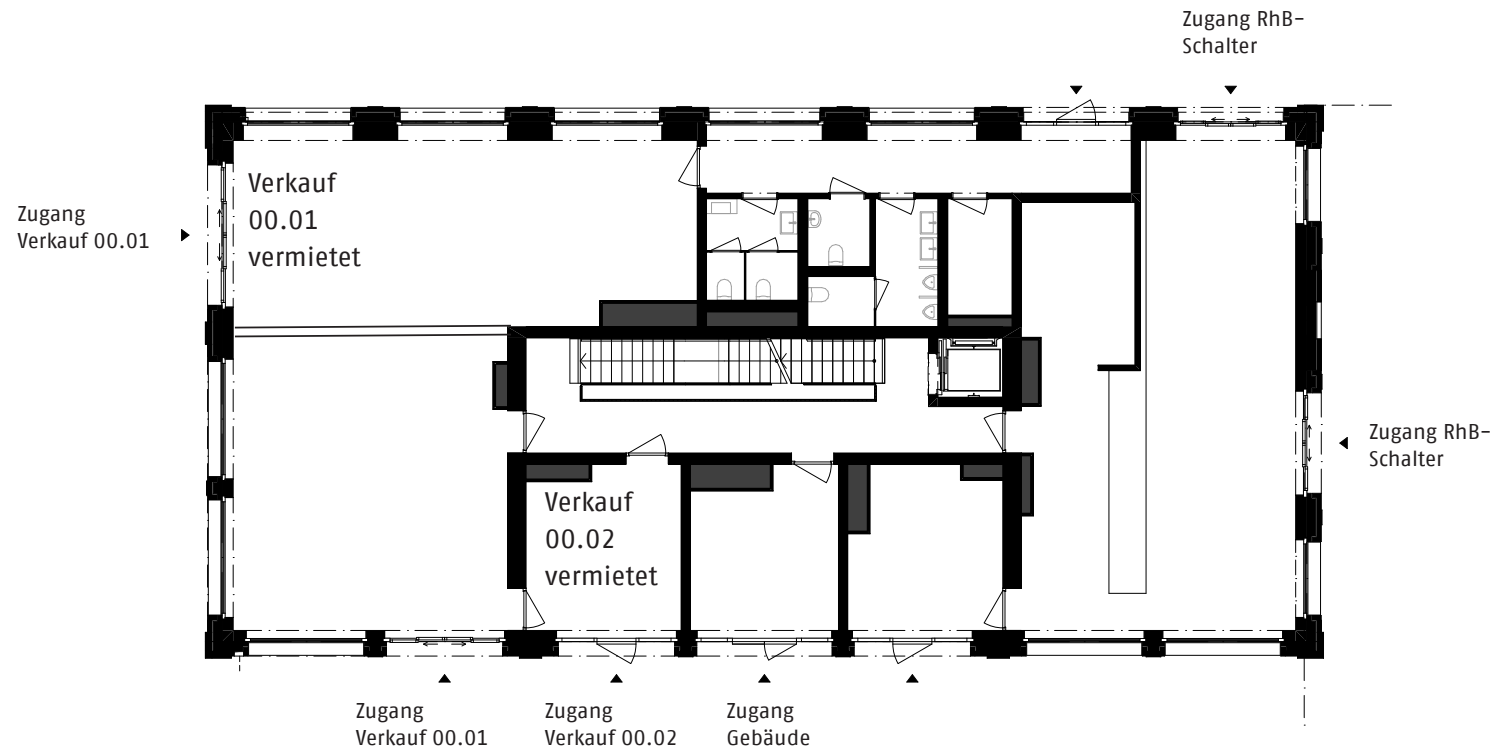 Zugang RhB-
Schalter
Verkauf
00.01
vermietet
Zugang
Verkauf 00.01
Zugang RhB-
Schalter
Verkauf
00.02
vermietet
Zugang
Verkauf 00.01
Zugang
Verkauf 00.02
Zugang
Gebäude